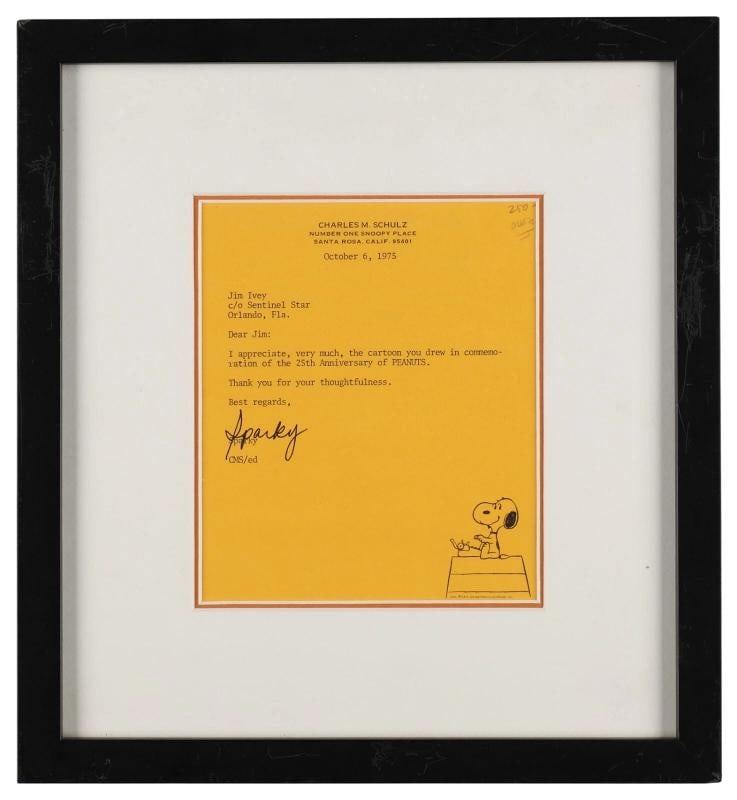 250-
CHARLES M. SCHULZ
NUMBER ONE SNOOPY PLACE
SANTA ROSA, CALIF. 95401
October 6, 1975
Jim Ivey
c/o Sentinel Star
Orlando, Fla.
Dear Jim:
I appreciate, very much, the cartoon you drew in commemo-
ration of the 25th Anniversary of PEANUTS.
Thank you for your thoughtfulness.
Best regards,
Sparky
Sparky
CMS/ed